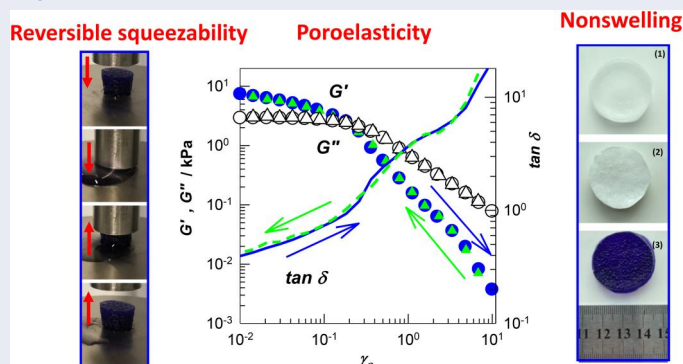 Reversible squeezability
Poroelasticity
Nonswelling
G'
G''
tan δ
G' , G'' / kPa
10¹
10⁰
10⁻¹
10⁻²
10⁻³
10⁻²
10⁻¹
10⁰
10¹
10¹
10⁰
10⁻¹
tan δ
(1)
(2)
(3)
11 12 13 14 15